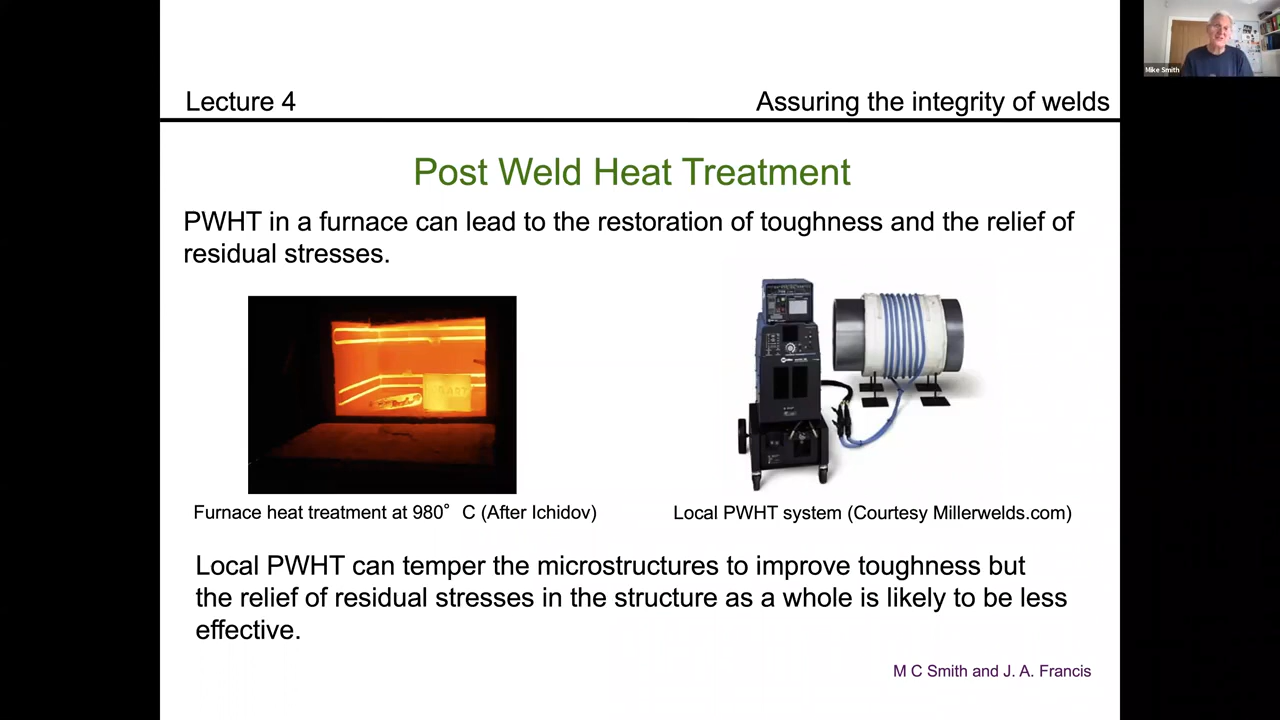 Mike Smith
Lecture 4
Assuring the integrity of welds
Post Weld Heat Treatment
PWHT in a furnace can lead to the restoration of toughness and the relief of
residual stresses.
Furnace heat treatment at 980° C (After Ichidov)
Local PWHT system (Courtesy Millerwelds.com)
Local PWHT can temper the microstructures to improve toughness but
the relief of residual stresses in the structure as a whole is likely to be less
effective.
M C Smith and J. A. Francis